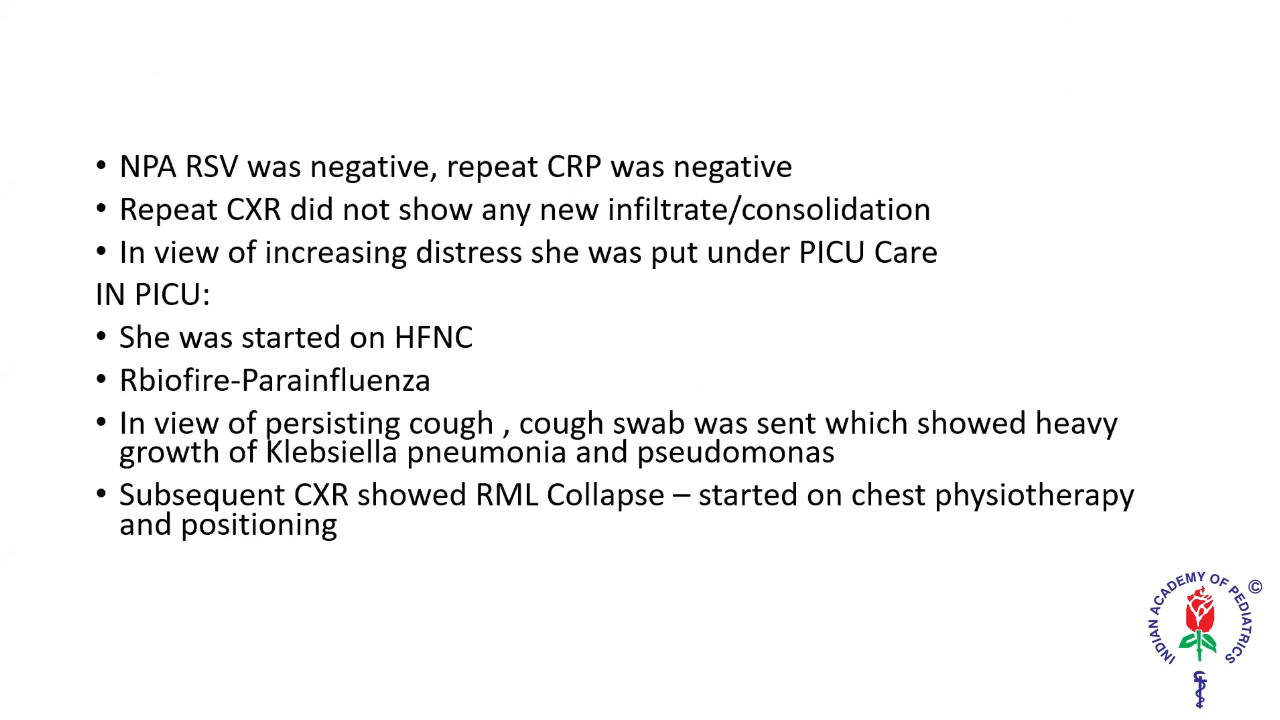 • NPA RSV was negative, repeat CRP was negative
• Repeat CXR did not show any new infiltrate/consolidation
• In view of increasing distress she was put under PICU Care
IN PICU:
• She was started on HFNC
• Rbiofire-Parainfluenza
• In view of persisting cough , cough swab was sent which showed heavy
growth of Klebsiella pneumonia and pseudomonas
• Subsequent CXR showed RML Collapse – started on chest physiotherapy
and positioning
INDIAN ACADEMY OF PEDIATRICS
©